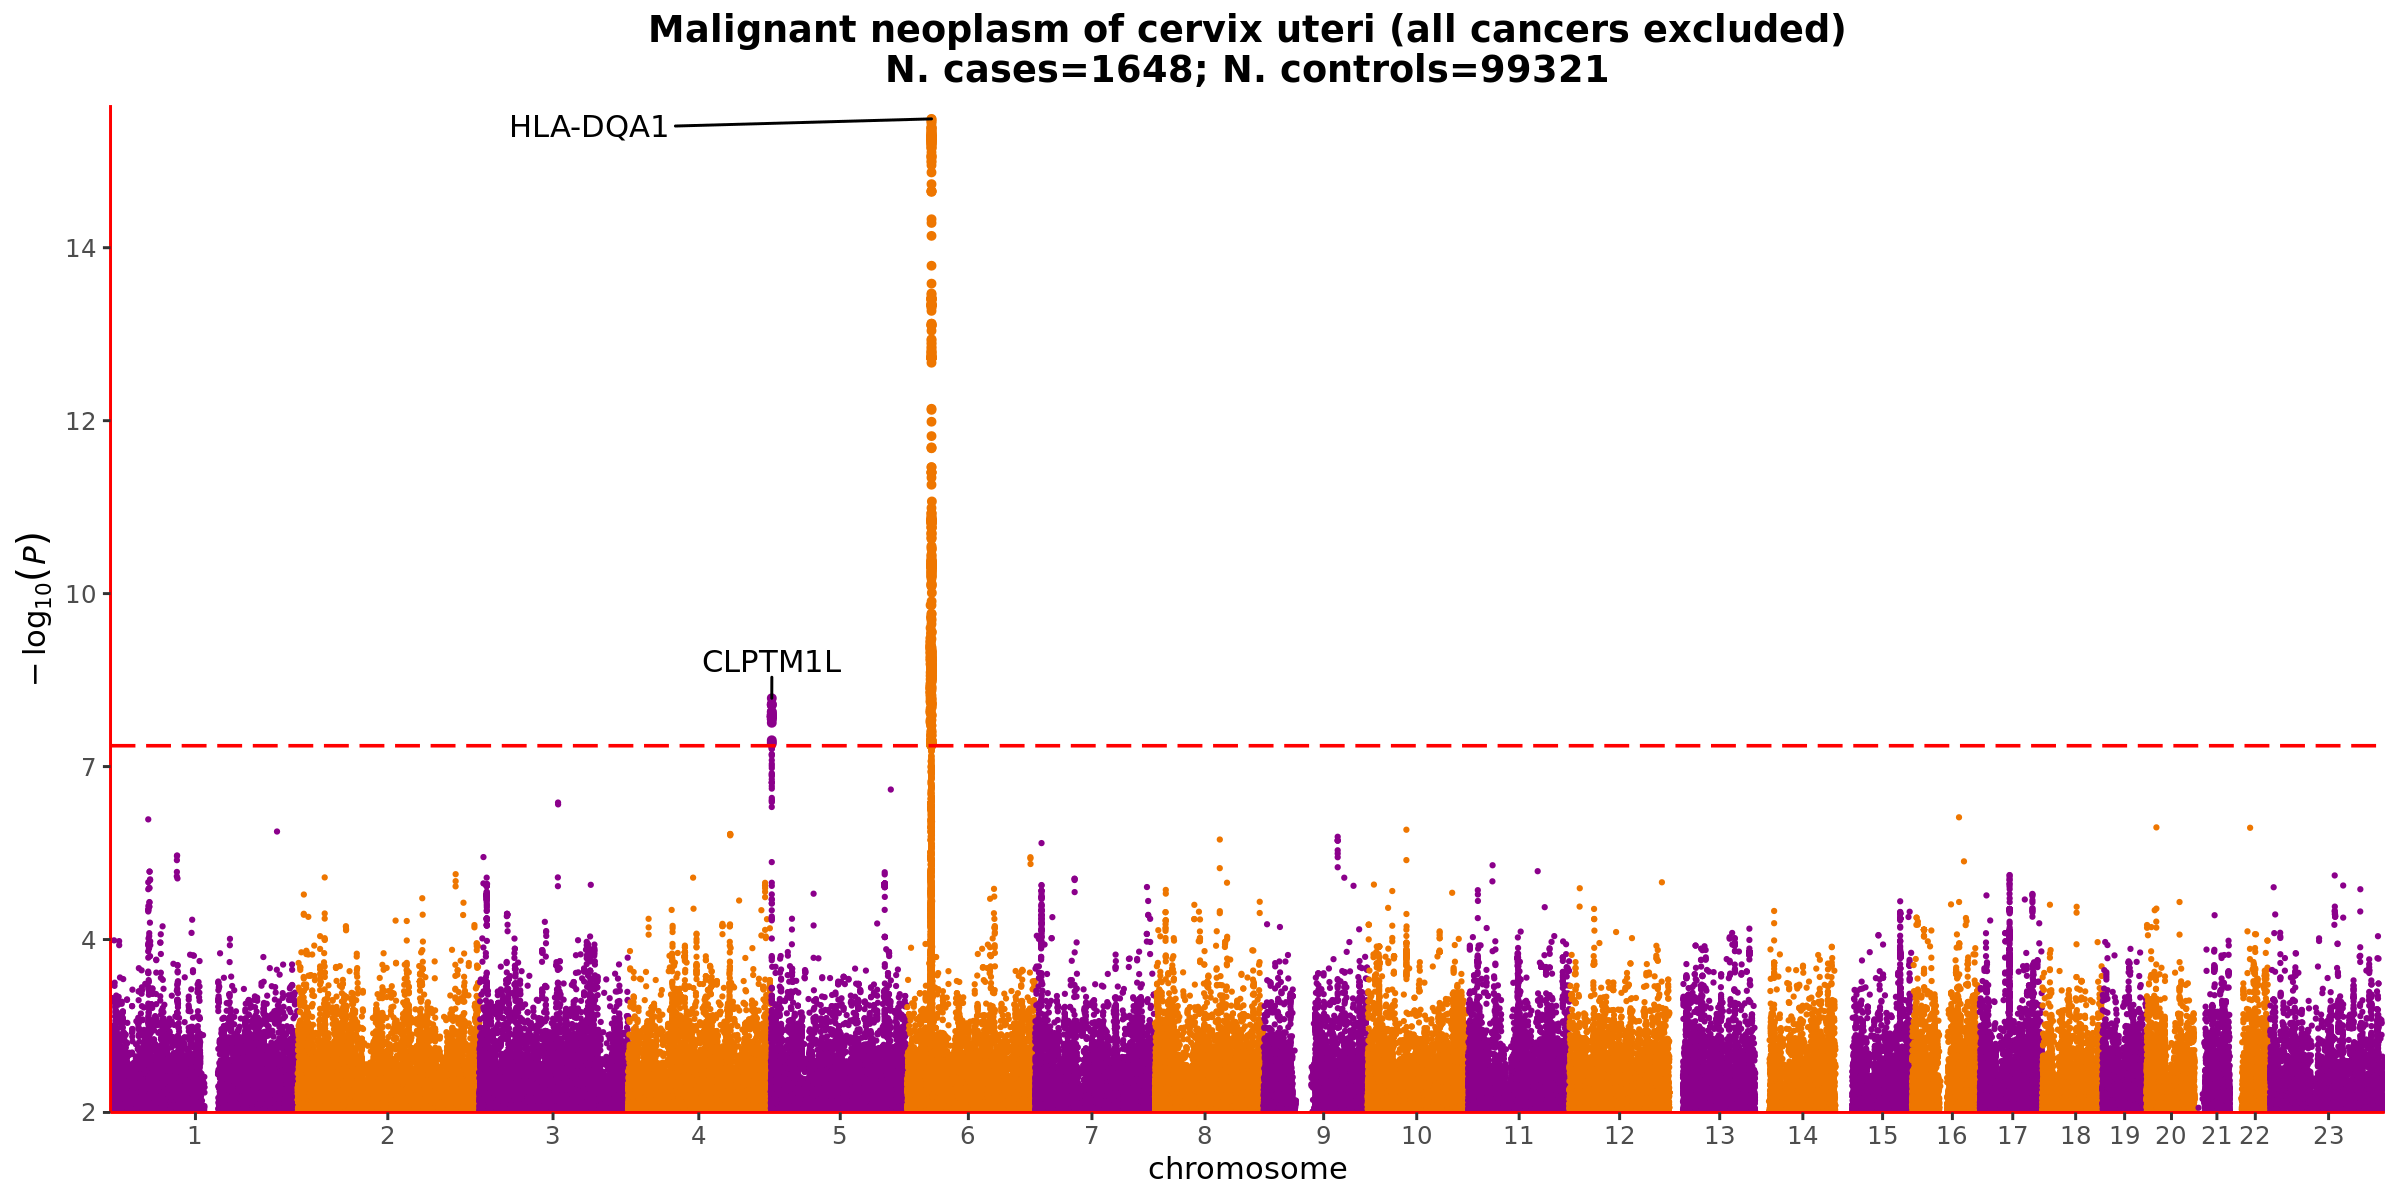 Malignant neoplasm of cervix uteri (all cancers excluded)
N. cases=1648; N. controls=99321
HLA-DQA1
CLPTM1L
14
12
10
7
4
2
−log₁₀(P)
1 2 3 4 5 6 7 8 9 10 11 12 13 14 15 16 17 18 19 20 21 22 23
chromosome